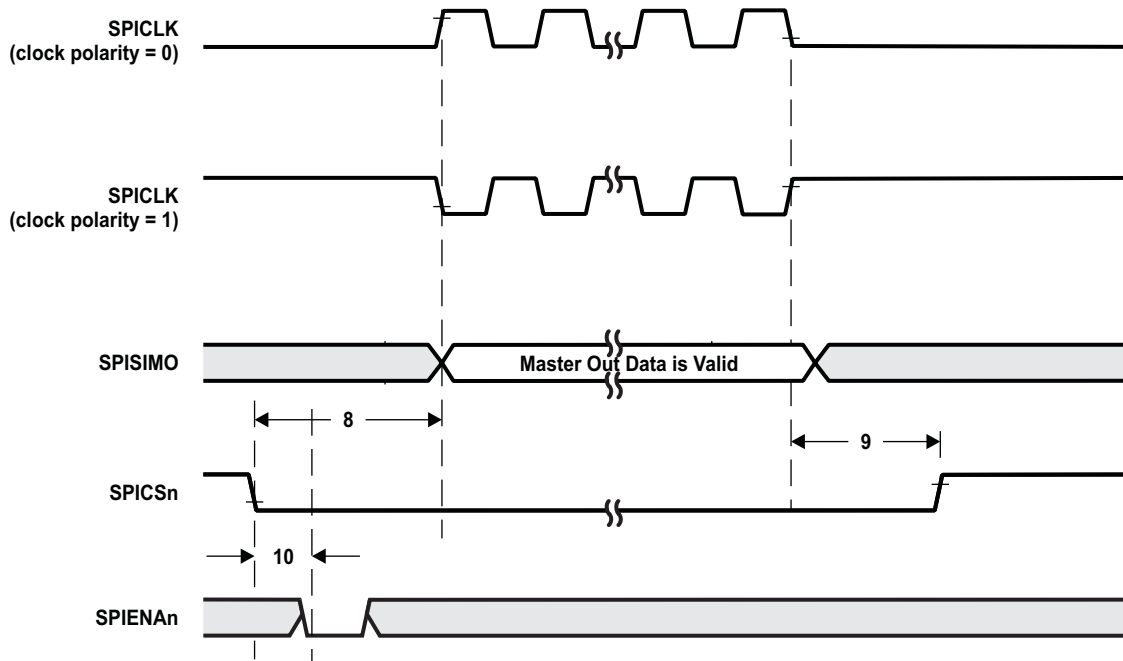 SPICLK
(clock polarity = 0)
SPICLK
(clock polarity = 1)
SPISIMO
Master Out Data is Valid
8
9
SPICSn
10
SPIENAn